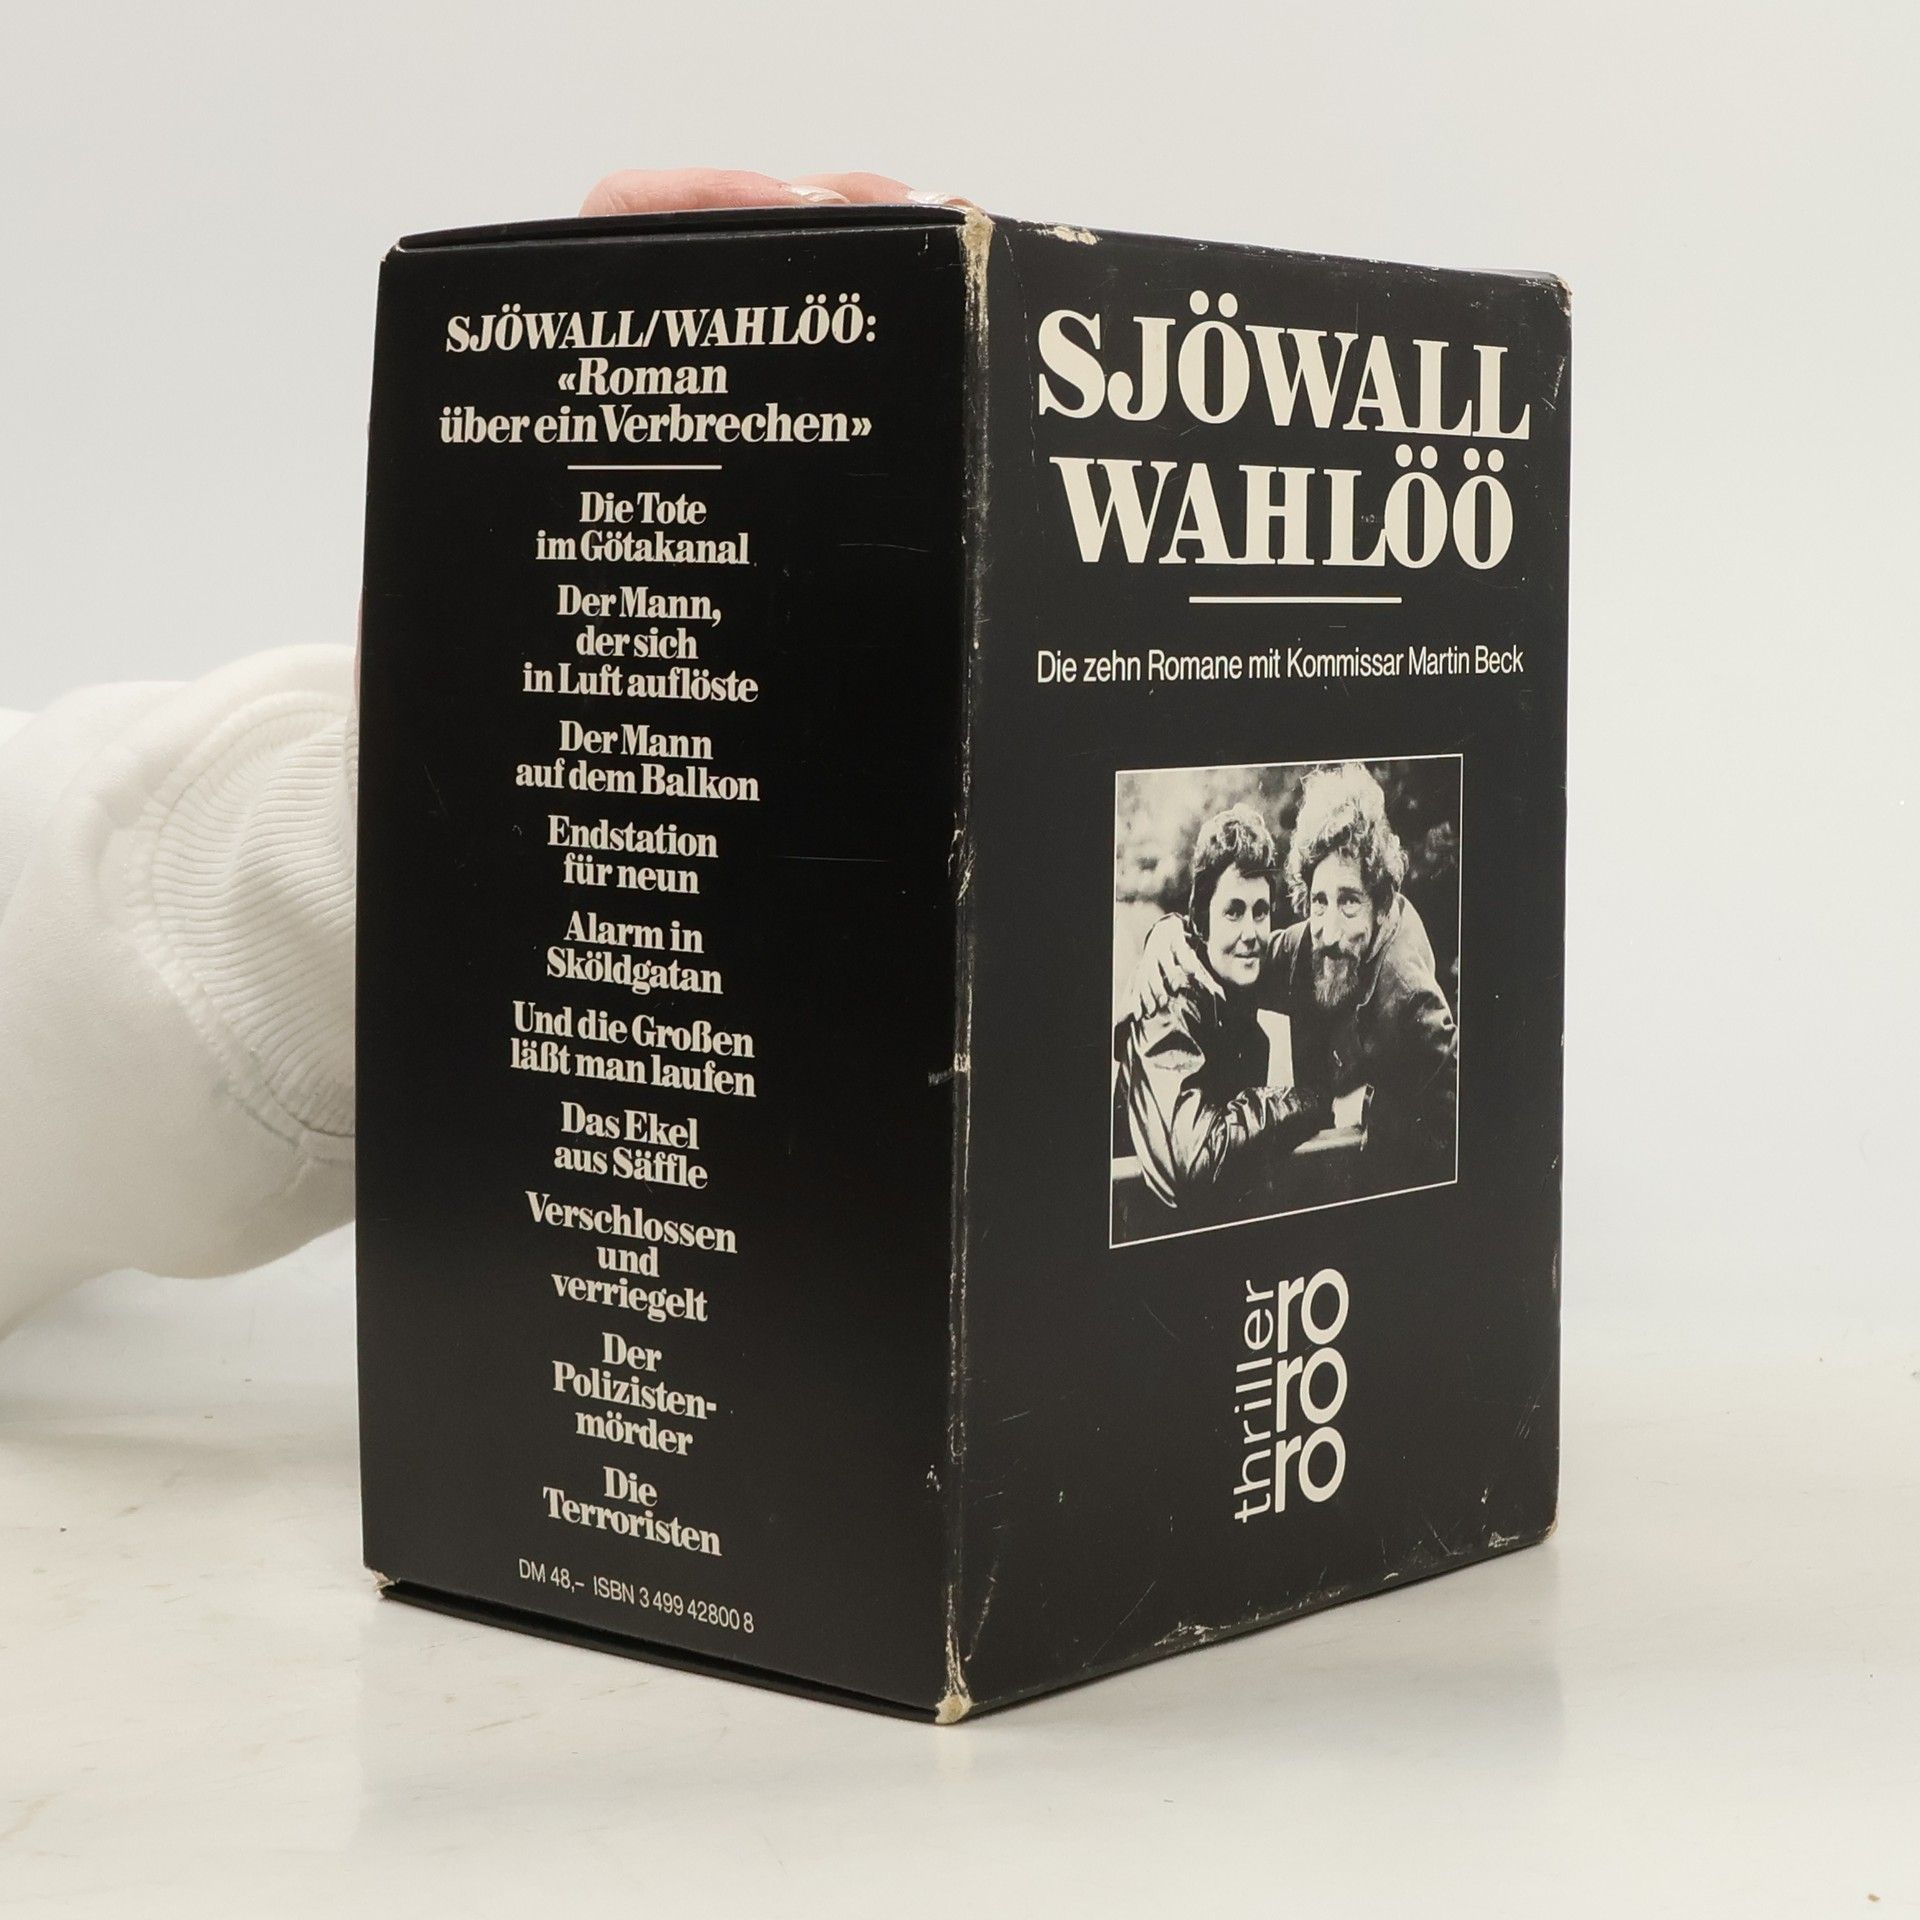 SJÖWALL/WAHLÖÖ:
«Roman
über ein Verbrechen»
Die Tote
im Götakanal
Der Mann,
der sich
in Luft auflöste
Der Mann
auf dem Balkon
Endstation
für neun
Alarm in
Sköldgatan
Und die Großen
läßt man laufen
Das Ekel
aus Säffle
Verschlossen
und
verriegelt
Der
Polizisten-
mörder
Die
Terroristen
DM 48,– ISBN 3 499 42800 8
SJÖWALL
WAHLÖÖ
Die zehn Romane mit Kommissar Martin Beck
thriller
ro
ro
ro